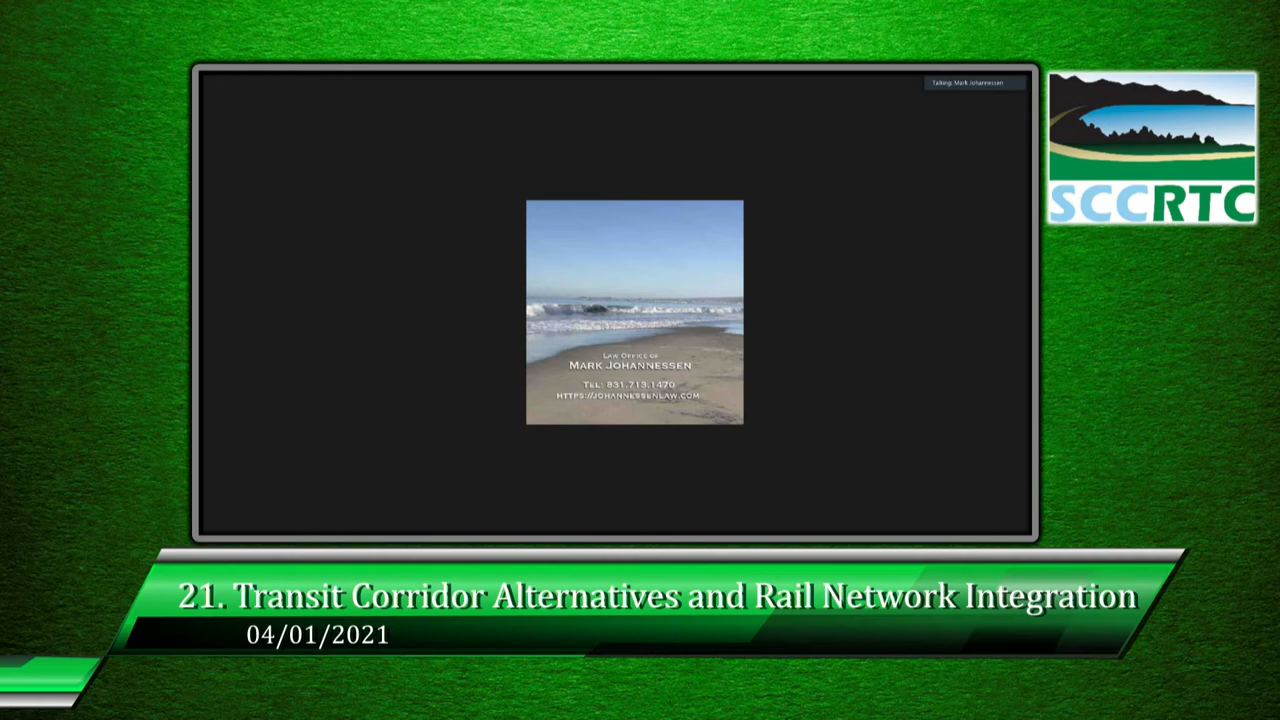 Talking: Mark Johannessen
SCCRTC
Law Office of
Mark Johannessen
Tel: 831.713.1470
https://johannessenlaw.com
21. Transit Corridor Alternatives and Rail Network Integration
04/01/2021